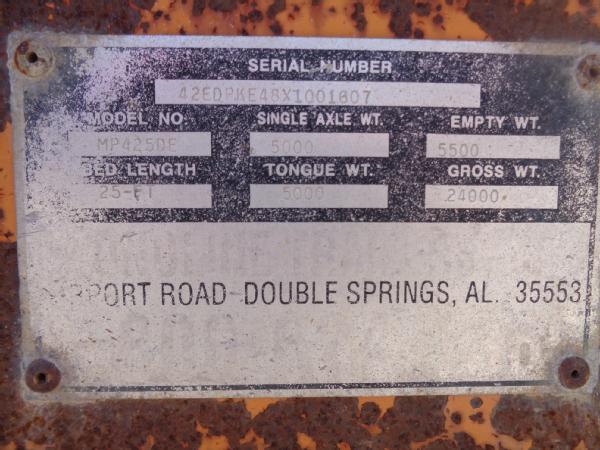 SERIAL NUMBER
42EDPKE48X1001607
MODEL NO. SINGLE AXLE WT. EMPTY WT.
MP425DE 5000 5500
BED LENGTH TONGUE WT. GROSS WT.
25-FT 5000 24000
PORT ROAD DOUBLE SPRINGS, AL. 35553